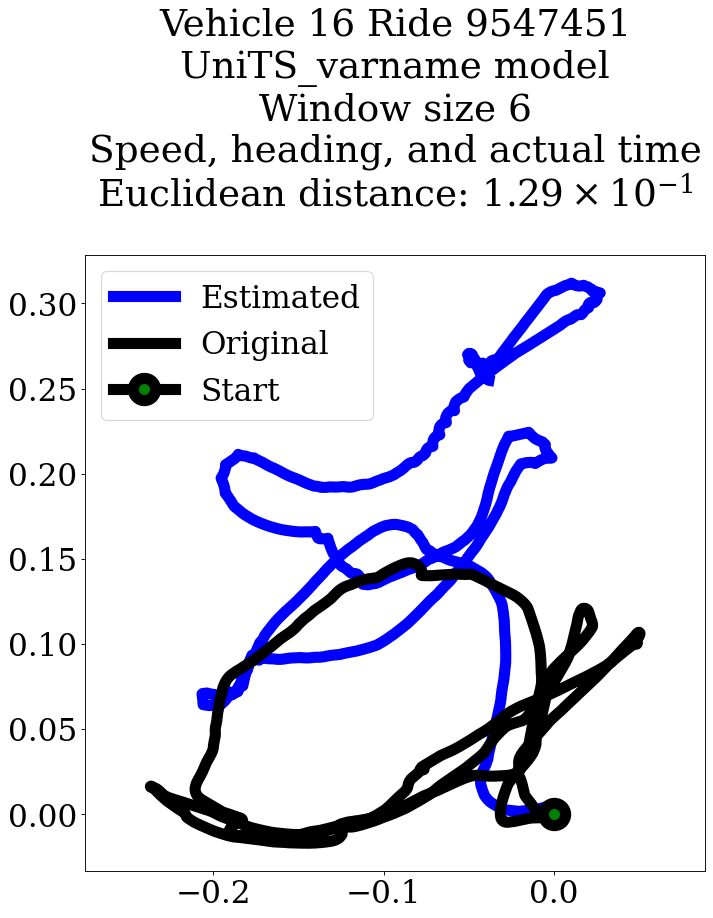 Vehicle 16 Ride 9547451
UniTS_varname model
Window size 6
Speed, heading, and actual time
Euclidean distance: 1.29 × 10⁻¹
Estimated
Original
Start
0.30
0.25
0.20
0.15
0.10
0.05
0.00
−0.2
−0.1
0.0